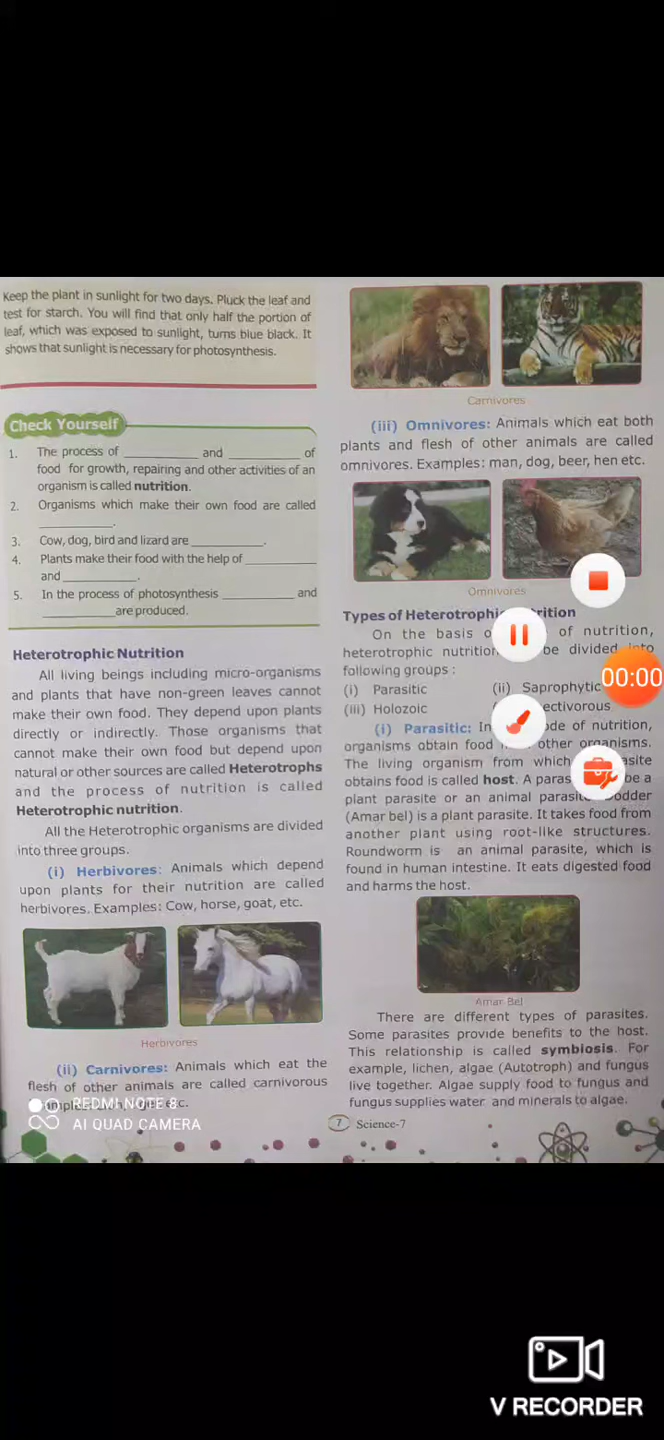 Keep the plant in sunlight for two days. Pluck the leaf and
test for starch. You will find that only half the portion of
leaf, which was exposed to sunlight, turns blue black. It
shows that sunlight is necessary for photosynthesis.
Check Yourself
1. The process of ____________ and ____________ of
food for growth, repairing and other activities of an
organism is called nutrition.
2. Organisms which make their own food are called
____________.
3. Cow, dog, bird and lizard are ____________.
4. Plants make their food with the help of ____________
and ____________.
5. In the process of photosynthesis ____________ and
____________ are produced.
Heterotrophic Nutrition
All living beings including micro-organisms
and plants that have non-green leaves cannot
make their own food. They depend upon plants
directly or indirectly. Those organisms that
cannot make their own food but depend upon
natural or other sources are called Heterotrophs
and the process of nutrition is called
Heterotrophic nutrition.
All the Heterotrophic organisms are divided
into three groups.
(i) Herbivores: Animals which depend
upon plants for their nutrition are called
herbivores. Examples: Cow, horse, goat, etc.
Herbivores
(ii) Carnivores: Animals which eat the
flesh of other animals are called carnivorous
etc.
REDMI NOTE 8
AI QUAD CAMERA
Carnivores
(iii) Omnivores: Animals which eat both
plants and flesh of other animals are called
omnivores. Examples: man, dog, beer, hen etc.
Omnivores
Types of Heterotrophic
On the basis of nutrition,
heterotrophic nutrition be divided into
following groups :
(i) Parasitic (ii) Saprophytic
(iii) Holozoic
(i) Parasitic: In of nutrition,
organisms obtain food other organisms.
The living organism from which
obtains food is called host. A be a
plant parasite or an animal parasite
(Amar bel) is a plant parasite. It takes food from
another plant using root-like structures.
Roundworm is an animal parasite, which is
found in human intestine. It eats digested food
and harms the host.
Amar Bel
There are different types of parasites.
Some parasites provide benefits to the host.
This relationship is called symbiosis. For
example, lichen, algae (Autotroph) and fungus
live together. Algae supply food to fungus and
fungus supplies water and minerals to algae.
7 Science-7
00:00
V RECORDER